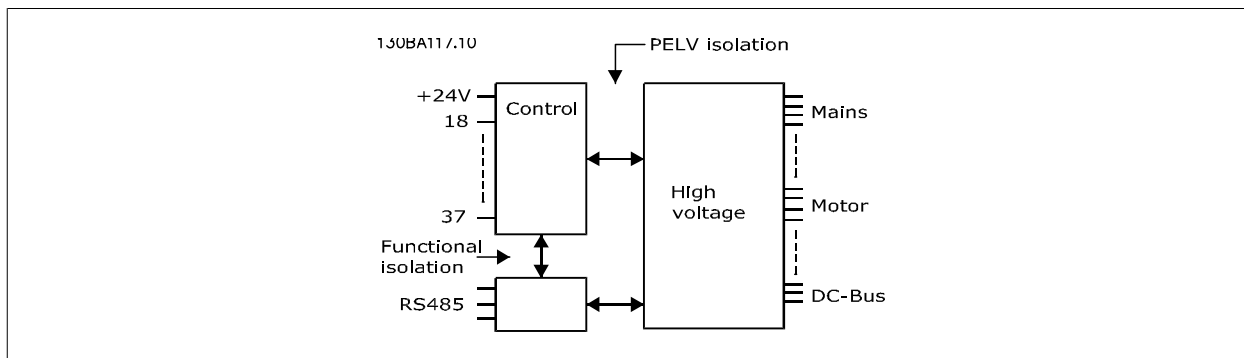 130BA117.10
PELV isolation
+24V
Control
18
Mains
37
High
voltage
Motor
Functional
isolation
RS485
DC-Bus